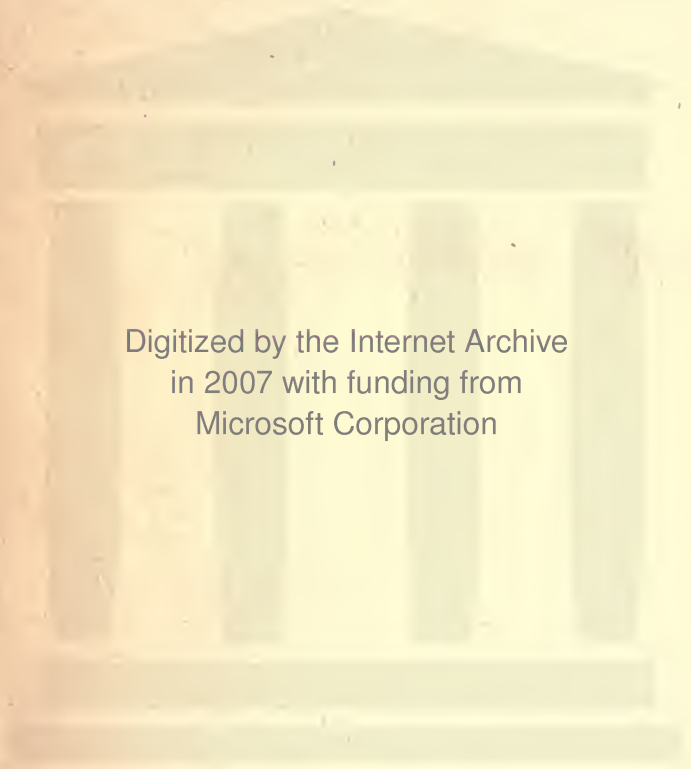 Digitized by the Internet Archive
in 2007 with funding from
Microsoft Corporation